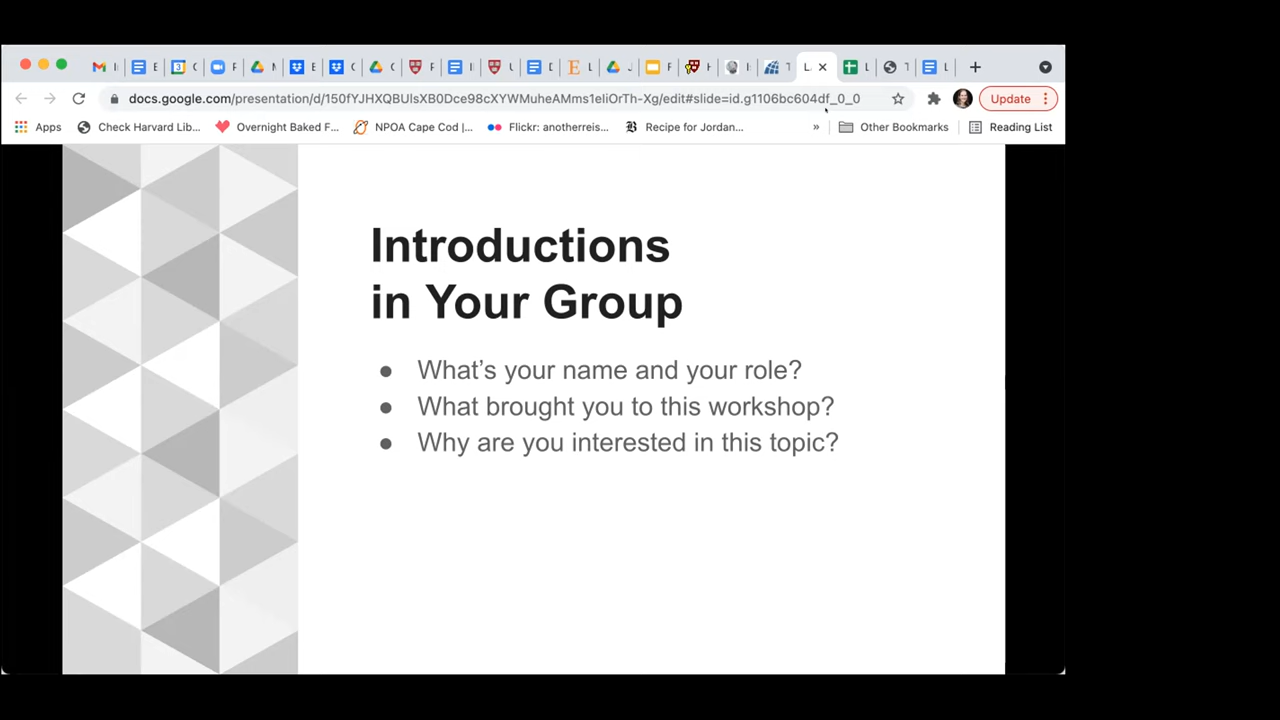 docs.google.com/presentation/d/150fYJHXQBUIsXB0Dce98cXYWMuheAMms1eIiOrTh-Xg/edit#slide=id.g1106bc604df_0_0
Update
Apps
Check Harvard Lib...
Overnight Baked F...
NPOA Cape Cod |...
Flickr: anotherreis...
Recipe for Jordan...
»
Other Bookmarks
Reading List
Introductions
in Your Group
● What's your name and your role?
● What brought you to this workshop?
● Why are you interested in this topic?